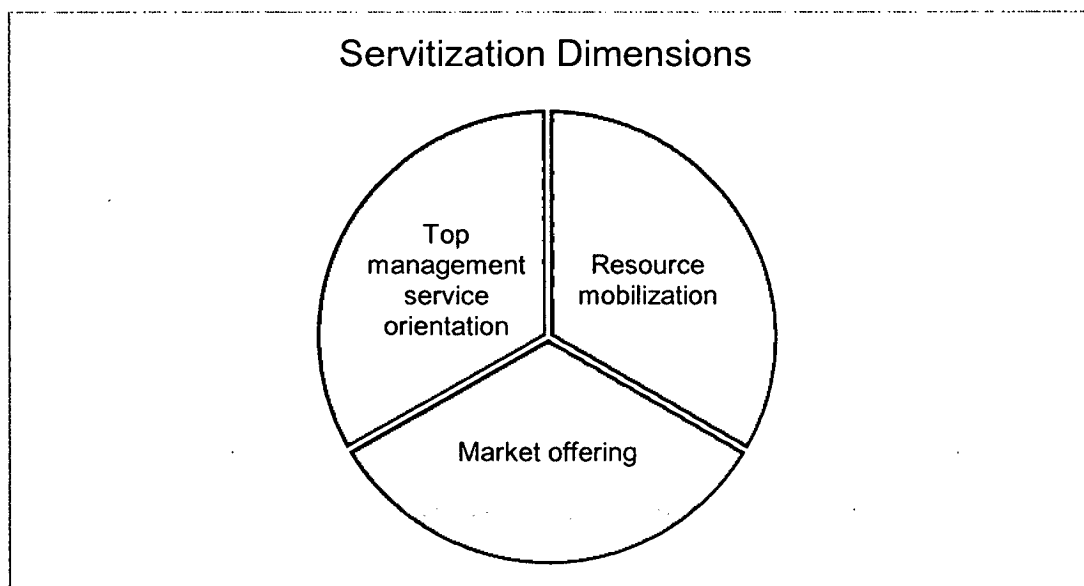 Servitization Dimensions
Top
management
service
orientation
Resource
mobilization
Market offering